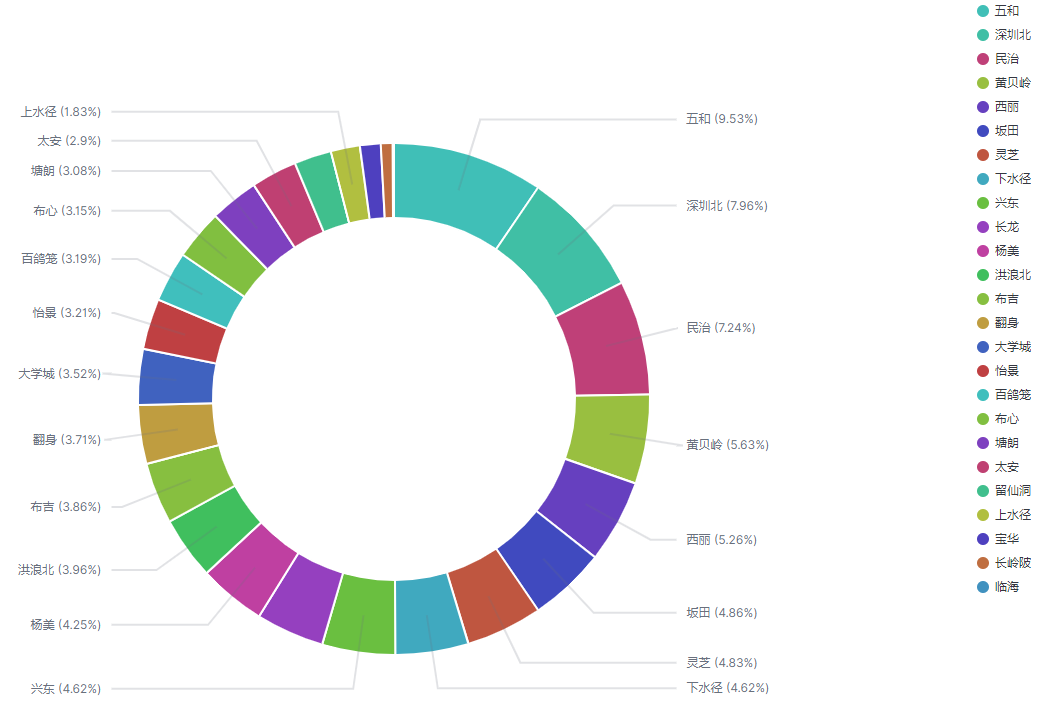 上水径 (1.83%)
太安 (2.9%)
塘朗 (3.08%)
布心 (3.15%)
百鸽笼 (3.19%)
怡景 (3.21%)
大学城 (3.52%)
翻身 (3.71%)
布吉 (3.86%)
洪浪北 (3.96%)
杨美 (4.25%)
兴东 (4.62%)
五和 (9.53%)
深圳北 (7.96%)
民治 (7.24%)
黄贝岭 (5.63%)
西丽 (5.26%)
坂田 (4.86%)
灵芝 (4.83%)
下水径 (4.62%)
五和
深圳北
民治
黄贝岭
西丽
坂田
灵芝
下水径
兴东
长龙
杨美
洪浪北
布吉
翻身
大学城
怡景
百鸽笼
布心
塘朗
太安
留仙洞
上水径
宝华
长岭陂
临海